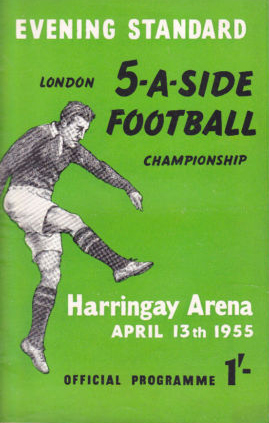 EVENING STANDARD
LONDON 5-A-SIDE
FOOTBALL
CHAMPIONSHIP
Harringay Arena
APRIL 13th 1955
OFFICIAL PROGRAMME 1'-